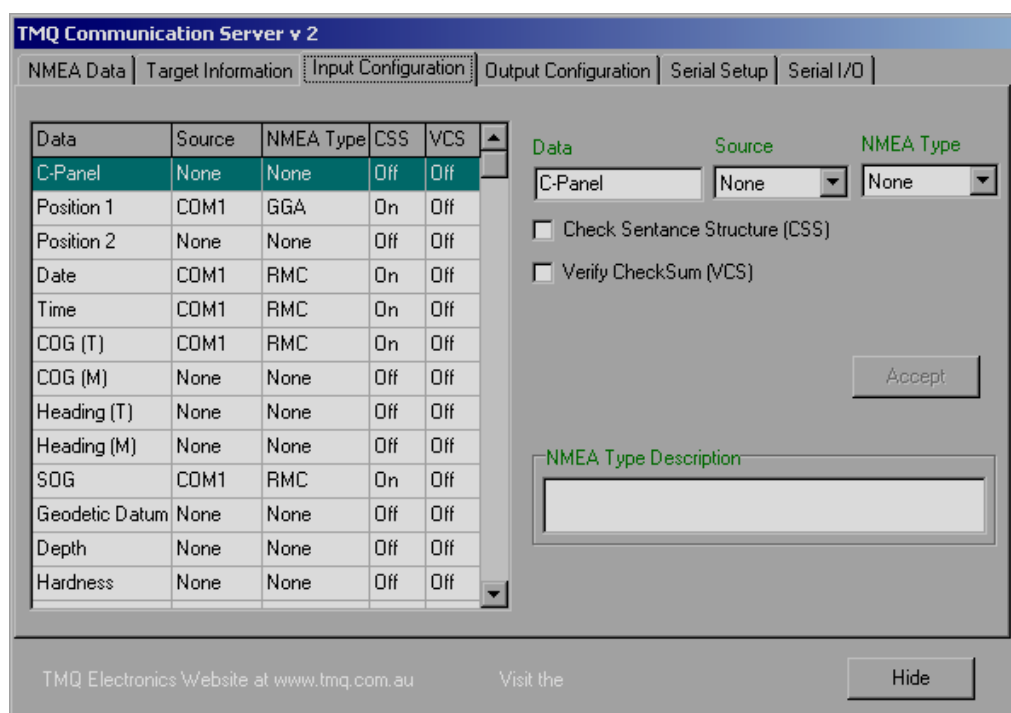 TMQ Communication Server v 2
NMEA Data Target Information Input Configuration Output Configuration Serial Setup Serial I/O
Data Source NMEA Type CSS VCS
C-Panel None None Off Off
Position 1 COM1 GGA On Off
Position 2 None None Off Off
Date COM1 RMC On Off
Time COM1 RMC On Off
COG (T) COM1 RMC On Off
COG (M) None None Off Off
Heading (T) None None Off Off
Heading (M) None None Off Off
SOG COM1 RMC On Off
Geodetic Datum None None Off Off
Depth None None Off Off
Hardness None None Off Off
Data Source NMEA Type
C-Panel None None
Check Sentance Structure (CSS)
Verify CheckSum (VCS)
Accept
NMEA Type Description
TMQ Electronics Website at www.tmq.com.au Visit the
Hide